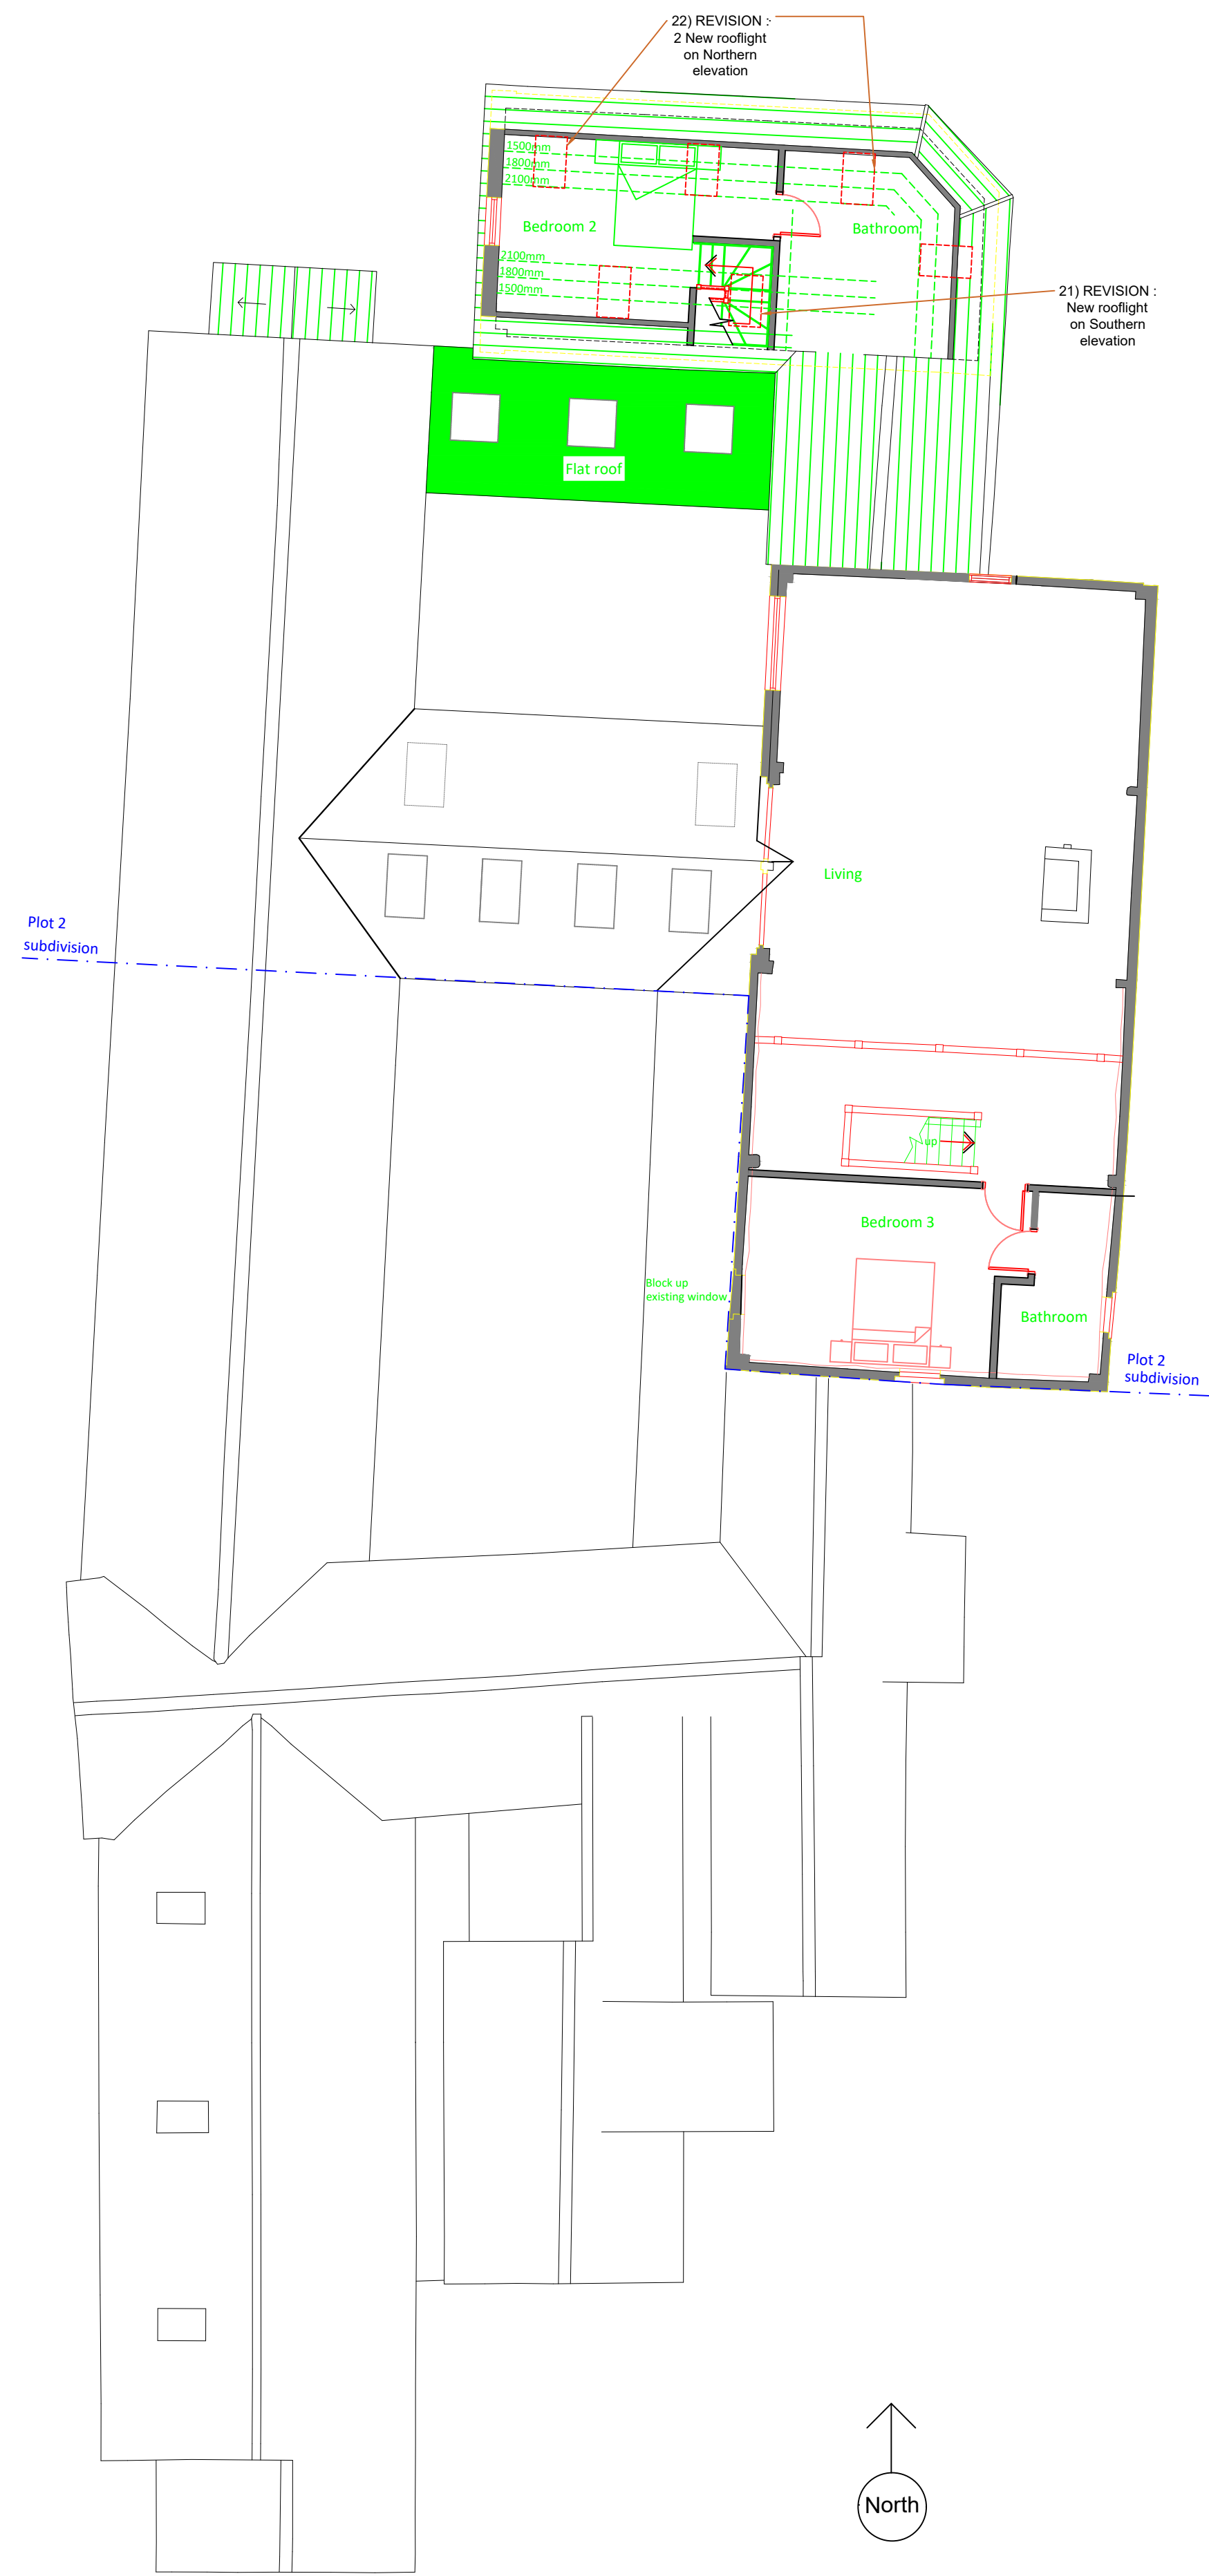 22) REVISION :
2 New rooflight
on Northern
elevation
1500mm
1800mm
2100mm
Bedroom 2
Bathroom
2100mm
1800mm
1500mm
21) REVISION :
New rooflight
on Southern
elevation
Flat roof
Living
Plot 2
subdivision
up
Bedroom 3
Block up
existing window
Bathroom
Plot 2
subdivision
North